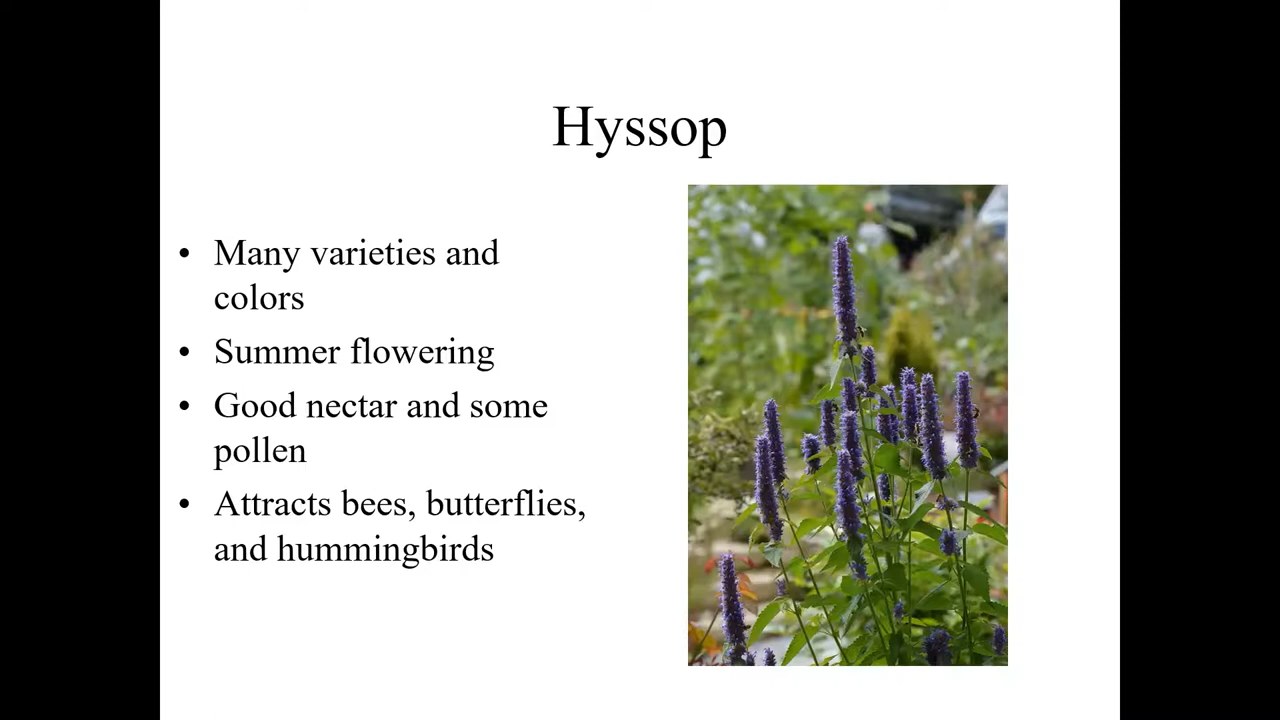 Hyssop
• Many varieties and
colors
• Summer flowering
• Good nectar and some
pollen
• Attracts bees, butterflies,
and hummingbirds